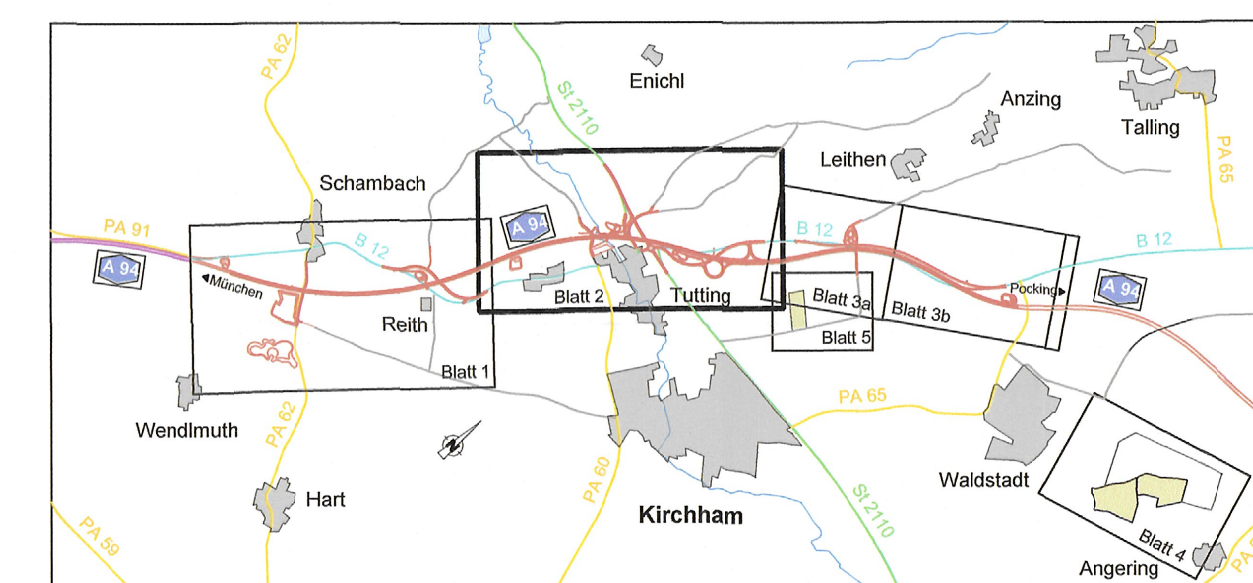 PA 62
Enichl
St 2110
Anzing
Talling
Leithen
PA 65
Schambach
PA 91
A 94
B 12
A 94
B 12
B 12
München
Blatt 2
Tutting
Blatt 3a
Blatt 3b
Pocking
A 94
Reith
Blatt 5
Blatt 1
PA 65
Wendlmuth
PA 62
N
Waldstadt
PA 60
Hart
Kirchham
St 2110
PA 59
Blatt 4
Angering